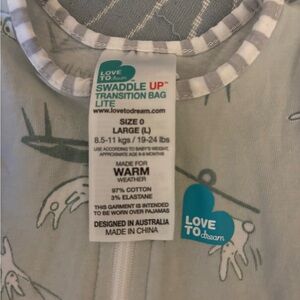 LOVE
TO dream
SWADDLE UP™
TRANSITION BAG
LITE
www.lovetodream.com
SIZE 0
LARGE (L)
8.5-11 kgs / 19-24 lbs
USE ACCORDING TO BABY'S WEIGHT.
APPROXIMATE AGE 6-9 MONTHS
MADE FOR
WARM
WEATHER
97% COTTON
3% ELASTANE
THIS GARMENT IS INTENDED
TO BE WORN OVER PAJAMAS
DESIGNED IN AUSTRALIA
MADE IN CHINA
LOVE
TO dream